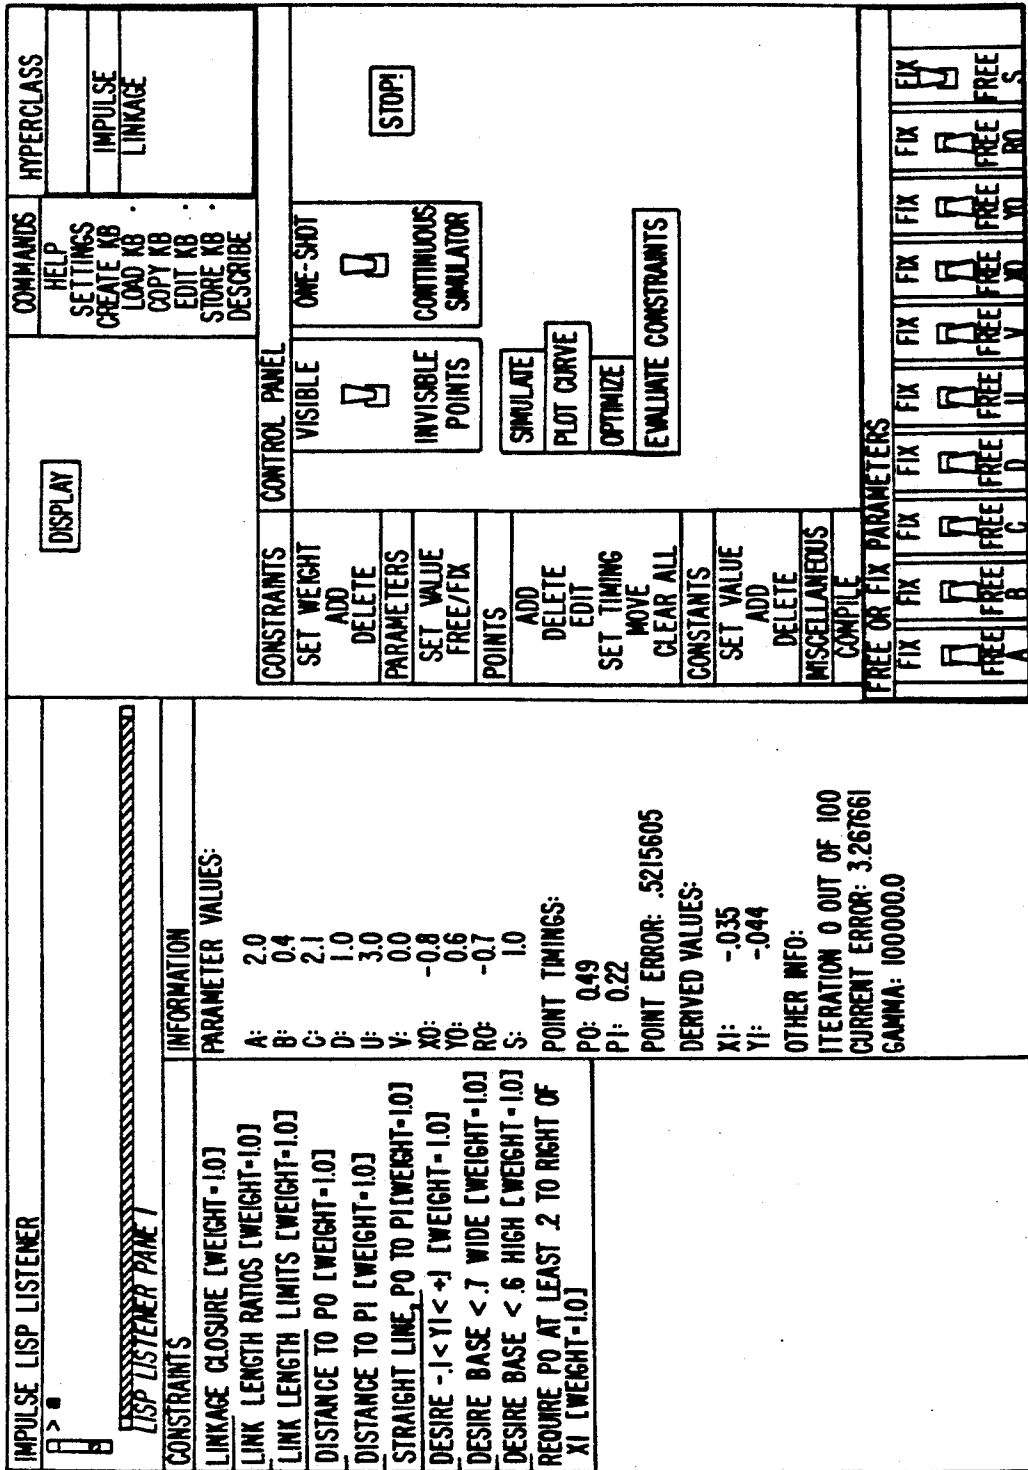 IMPULSE LISP LISTENER
>
LISP LISTENER PANE 1
CONSTRAINTS
LINKAGE CLOSURE [WEIGHT=1.0]
LINK LENGTH RATIOS [WEIGHT=1.0]
LINK LENGTH LIMITS [WEIGHT=1.0]
DISTANCE TO PO [WEIGHT=1.0]
DISTANCE TO P1 [WEIGHT=1.0]
STRAIGHT LINE, PO TO P1 [WEIGHT=1.0]
DESIRE -.1<Y1<+.1 [WEIGHT=1.0]
DESIRE BASE <.7 WIDE [WEIGHT=1.0]
DESIRE BASE <.6 HIGH [WEIGHT=1.0]
REQUIRE PO AT LEAST .2 TO RIGHT OF
X1 [WEIGHT=1.0]
INFORMATION
PARAMETER VALUES:
A: 2.0
B: 0.4
C: 2.1
D: 1.0
U: 3.0
V: 0.0
XO: -0.8
YO: 0.6
RO: -0.7
S: 1.0
POINT TIMINGS:
PO: 0.49
P1: 0.22
POINT ERROR: .5215605
DERIVED VALUES:
X1: -.035
Y1: -.044
OTHER INFO:
ITERATION 0 OUT OF 100
CURRENT ERROR: 3.267661
GAMMA: 100000.0
DISPLAY
COMMANDS
HELP
SETTINGS
CREATE KB
LOAD KB
COPY KB
EDIT KB
STORE KB
DESCRIBE
HYPERCLASS
IMPULSE
LINKAGE
CONSTRAINTS
SET WEIGHT
ADD
DELETE
PARAMETERS
SET VALUE
FREE/FIX
POINTS
ADD
DELETE
EDIT
SET TIMING
MOVE
CLEAR ALL
CONSTANTS
SET VALUE
ADD
DELETE
MISCELLANEOUS
COMPILE
CONTROL PANEL
VISIBLE
INVISIBLE
POINTS
ONE-SHOT
CONTINUOUS
SIMULATOR
STOP!
SIMULATE
PLOT CURVE
OPTIMIZE
EVALUATE CONSTRAINTS
FREE OR FIX PARAMETERS
FIX FIX FIX FIX FIX FIX FIX FIX FIX FIX
FREE FREE FREE FREE FREE FREE FREE FREE FREE FREE
A B C D U V XO YO RO S